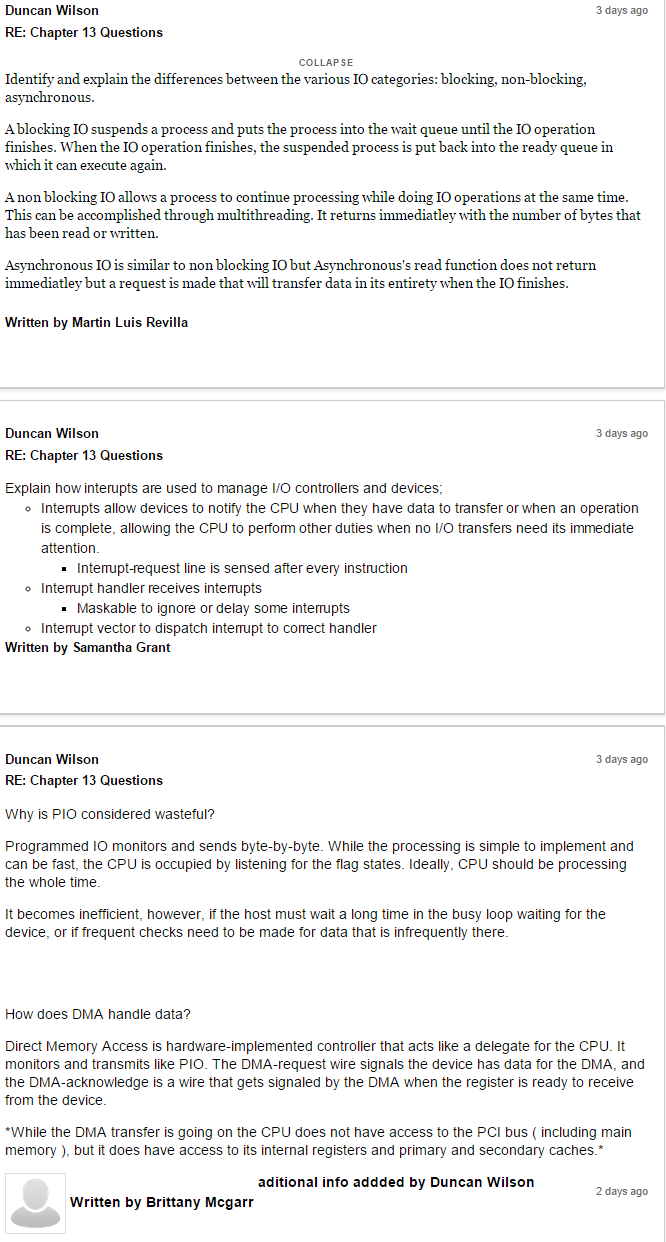 Duncan Wilson 3 days ago
RE: Chapter 13 Questions
COLLAPSE
Identify and explain the differences between the various IO categories: blocking, non-blocking,
asynchronous.
A blocking IO suspends a process and puts the process into the wait queue until the IO operation
finishes. When the IO operation finishes, the suspended process is put back into the ready queue in
which it can execute again.
A non blocking IO allows a process to continue processing while doing IO operations at the same time.
This can be accomplished through multithreading. It returns immediatley with the number of bytes that
has been read or written.
Asynchronous IO is similar to non blocking IO but Asynchronous's read function does not return
immediatley but a request is made that will transfer data in its entirety when the IO finishes.
Written by Martin Luis Revilla
Duncan Wilson 3 days ago
RE: Chapter 13 Questions
Explain how interupts are used to manage I/O controllers and devices;
Interrupts allow devices to notify the CPU when they have data to transfer or when an operation
is complete, allowing the CPU to perform other duties when no I/O transfers need its immediate
attention.
Interrupt-request line is sensed after every instruction
Interrupt handler receives interrupts
Maskable to ignore or delay some interrupts
Interrupt vector to dispatch interrupt to correct handler
Written by Samantha Grant
Duncan Wilson 3 days ago
RE: Chapter 13 Questions
Why is PIO considered wasteful?
Programmed IO monitors and sends byte-by-byte. While the processing is simple to implement and
can be fast, the CPU is occupied by listening for the flag states. Ideally, CPU should be processing
the whole time.
It becomes inefficient, however, if the host must wait a long time in the busy loop waiting for the
device, or if frequent checks need to be made for data that is infrequently there.
How does DMA handle data?
Direct Memory Access is hardware-implemented controller that acts like a delegate for the CPU. It
monitors and transmits like PIO. The DMA-request wire signals the device has data for the DMA, and
the DMA-acknowledge is a wire that gets signaled by the DMA when the register is ready to receive
from the device.
*While the DMA transfer is going on the CPU does not have access to the PCI bus ( including main
memory ), but it does have access to its internal registers and primary and secondary caches.*
aditional info addded by Duncan Wilson
2 days ago
Written by Brittany Mcgarr